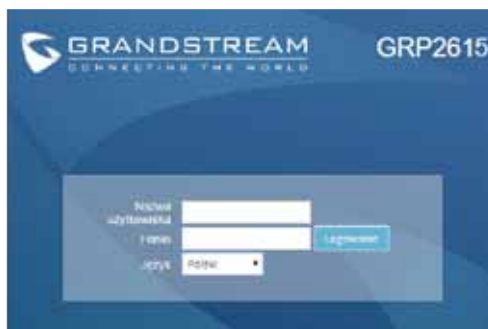 GRANDSTREAM
CONNECTING THE WORLD
GRP2615
Nazwa
użytkownika
Hasło
Logowanie
Język
Polski